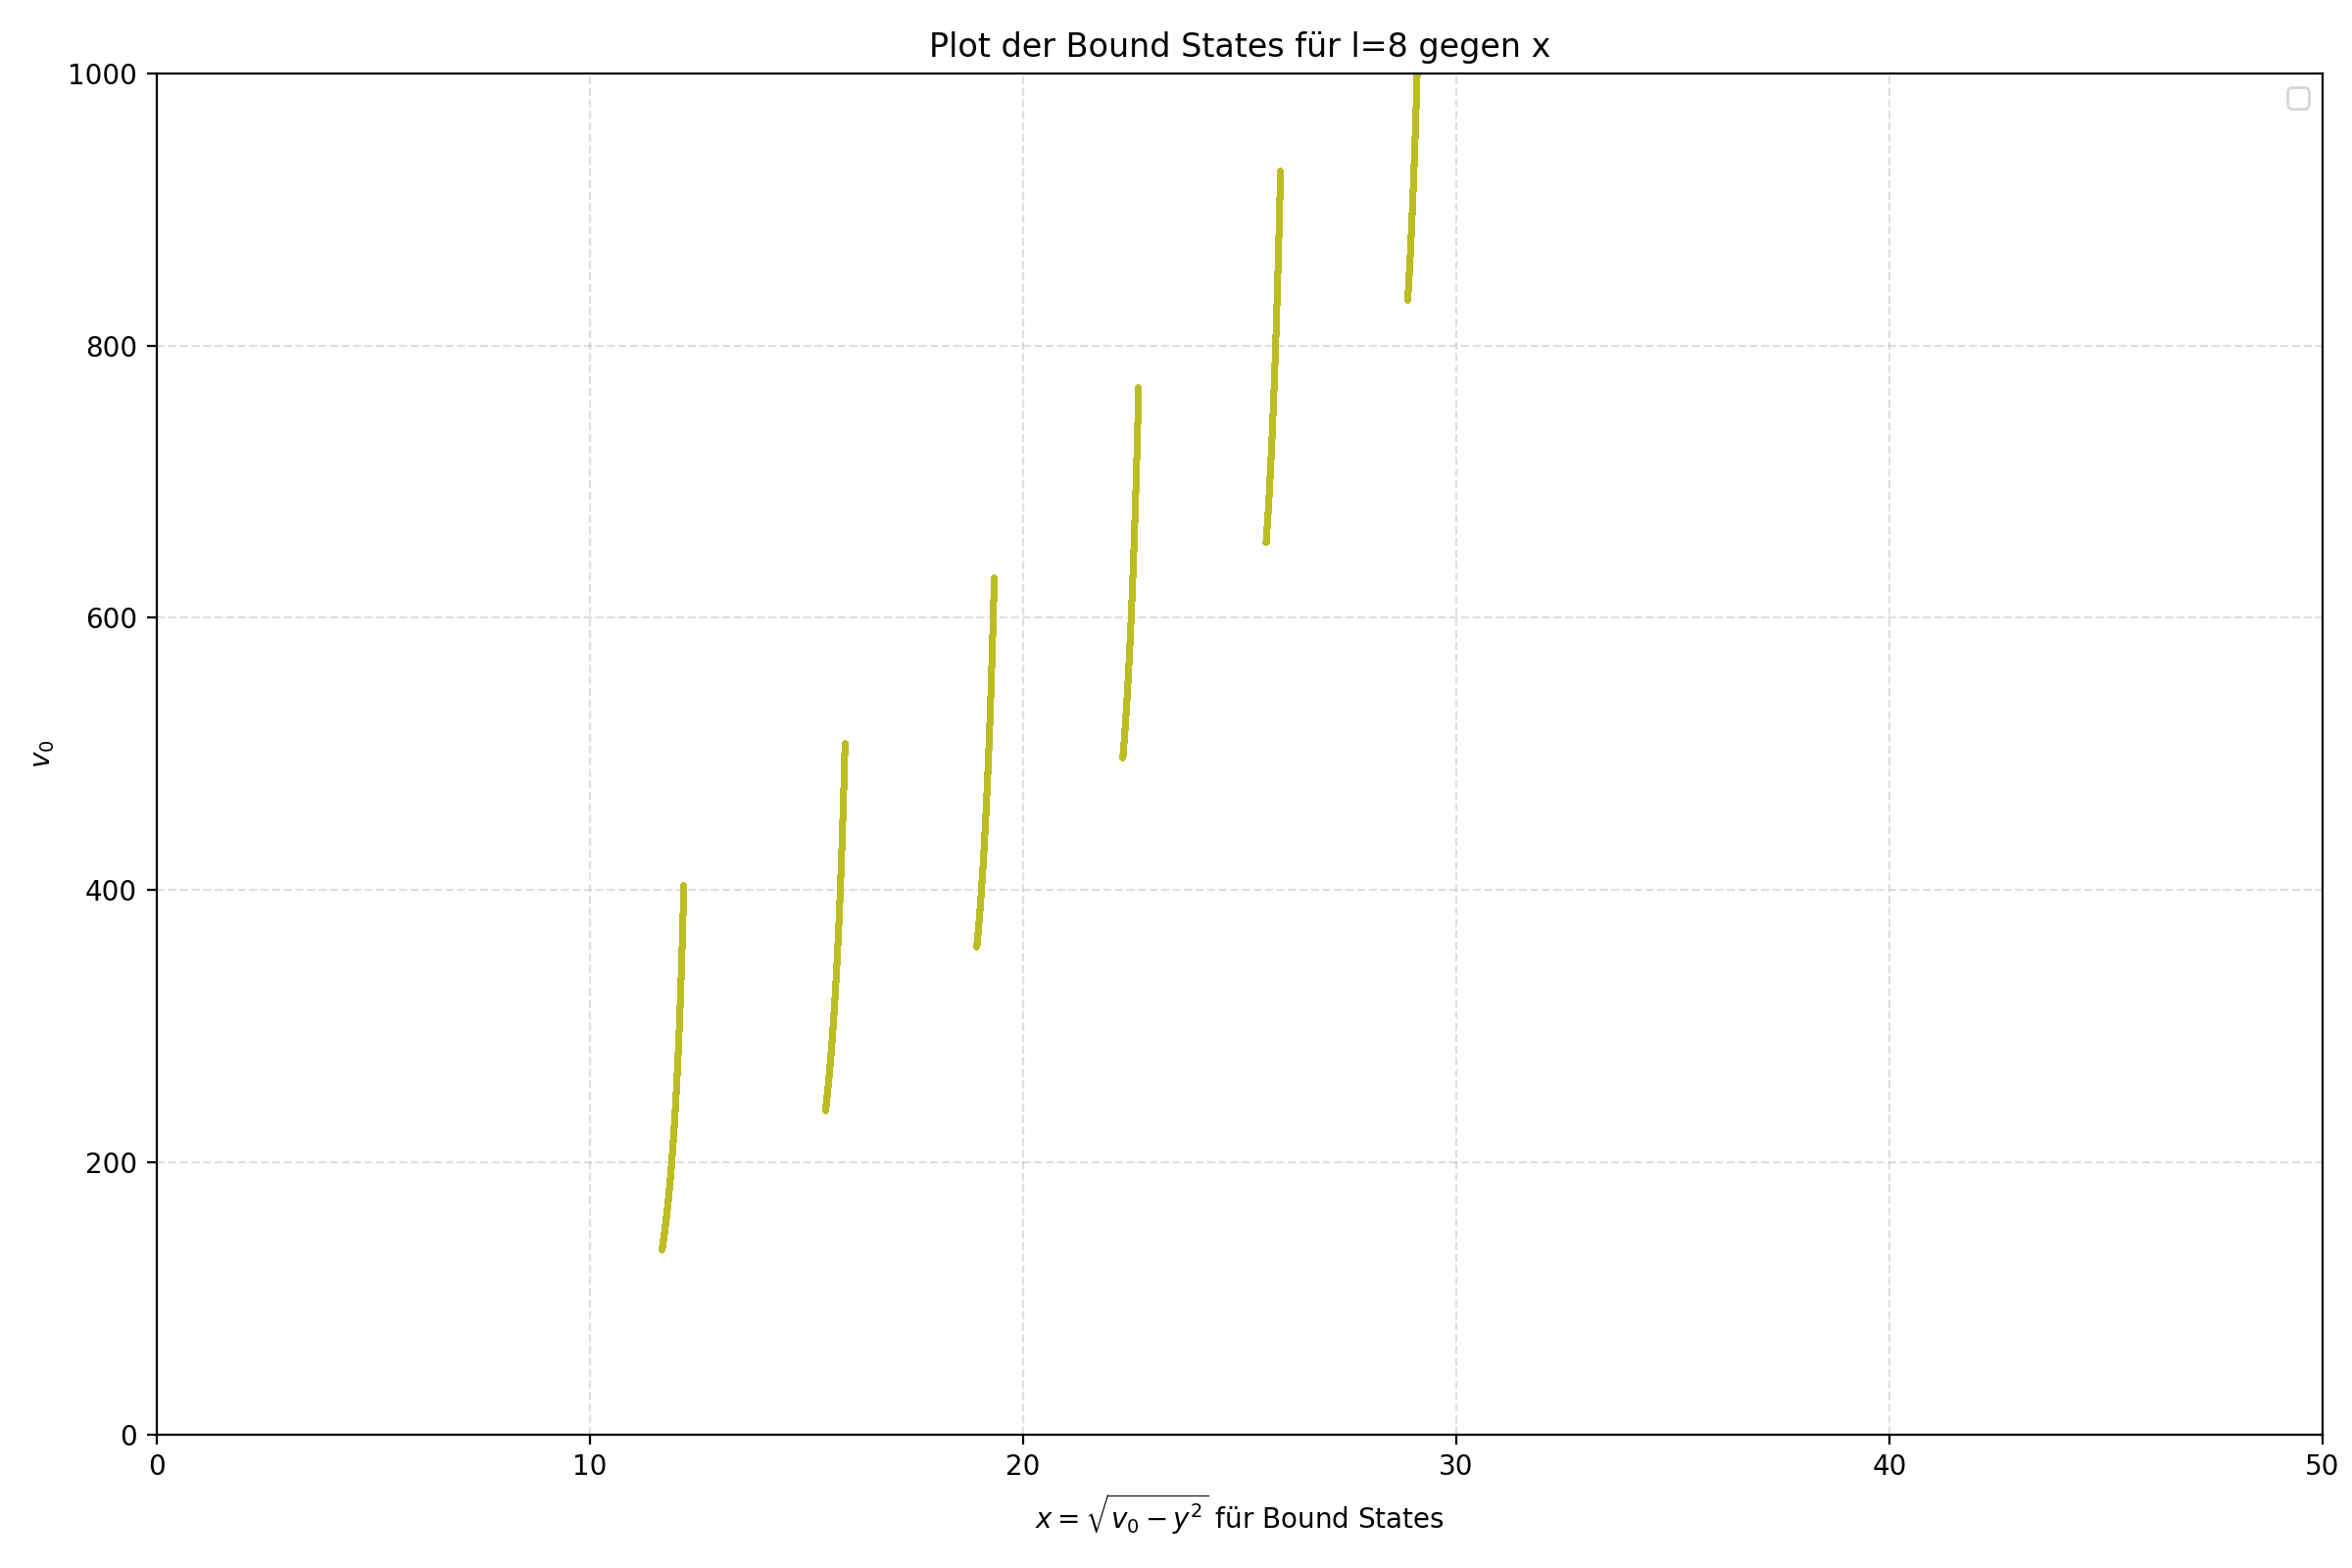 Plot der Bound States für l=8 gegen x
1000
800
600
400
200
0
v₀
0 10 20 30 40 50
x = √(v₀ − y²) für Bound States